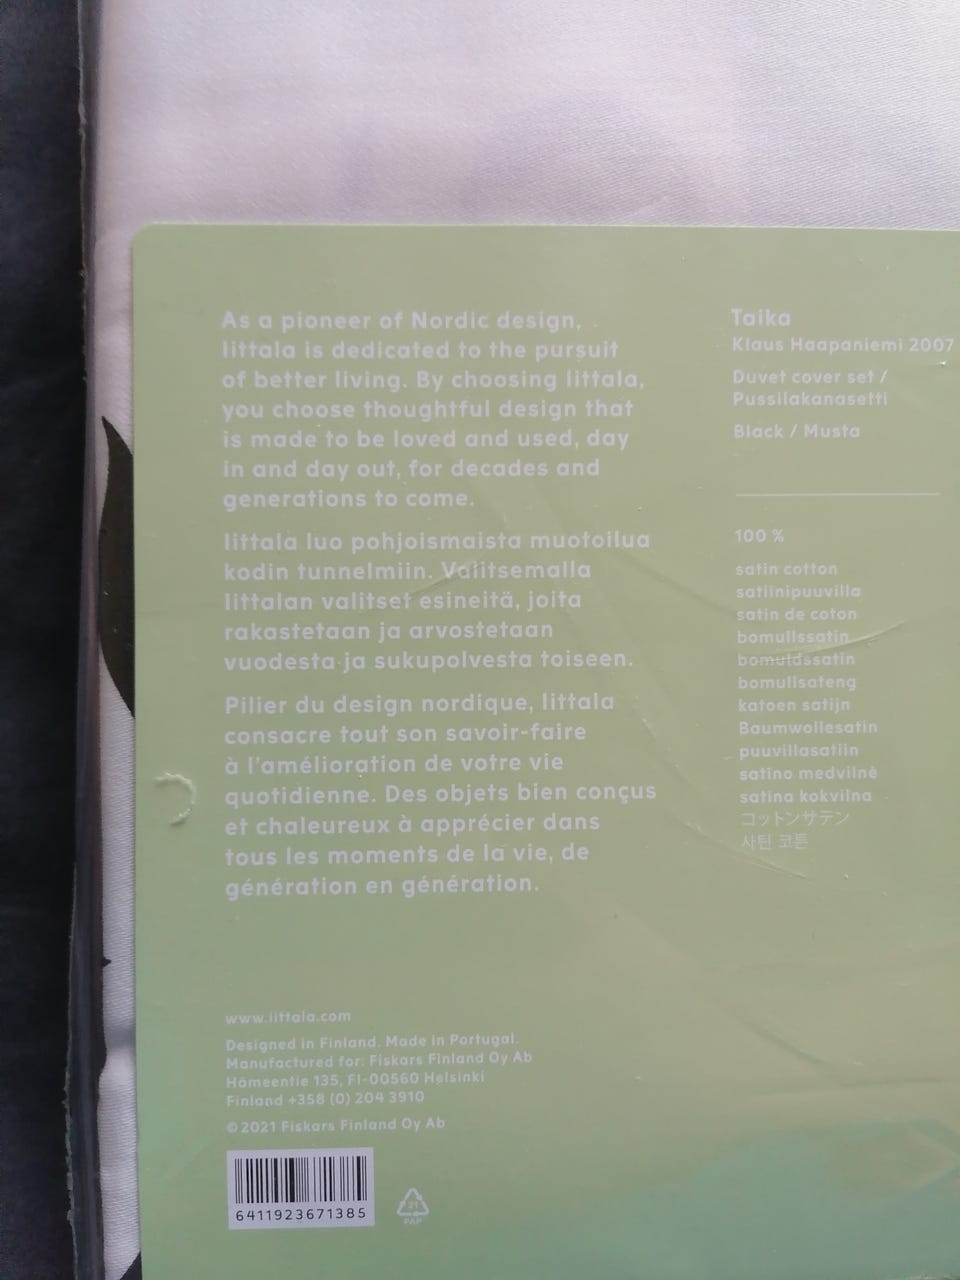 As a pioneer of Nordic design,
Iittala is dedicated to the pursuit
of better living. By choosing Iittala,
you choose thoughtful design that
is made to be loved and used, day
in and day out, for decades and
generations to come.
Iittala luo pohjoismaista muotoilua
kodin tunnelmiin. Valitsemalla
Iittalan valitset esineitä, joita
rakastetaan ja arvostetaan
vuodesta ja sukupolvesta toiseen.
Pilier du design nordique, Iittala
consacre tout son savoir-faire
à l'amélioration de votre vie
quotidienne. Des objets bien conçus
et chaleureux à apprécier dans
tous les moments de la vie, de
génération en génération.
www.iittala.com
Designed in Finland. Made in Portugal.
Manufactured for: Fiskars Finland Oy Ab
Hämeentie 135, FI-00560 Helsinki
Finland +358 (0) 204 3910
©2021 Fiskars Finland Oy Ab
6411923671385
21
PAP
Taika
Klaus Haapaniemi 2007
Duvet cover set /
Pussilakanasetti
Black / Musta
100 %
satin cotton
satiinipuuvilla
satin de coton
bomullssatin
bomuldssatin
bomullsateng
katoen satijn
Baumwollesatin
puuvillasatiin
satino medvilnė
satīna kokvilna
コットンサテン
사틴 코튼